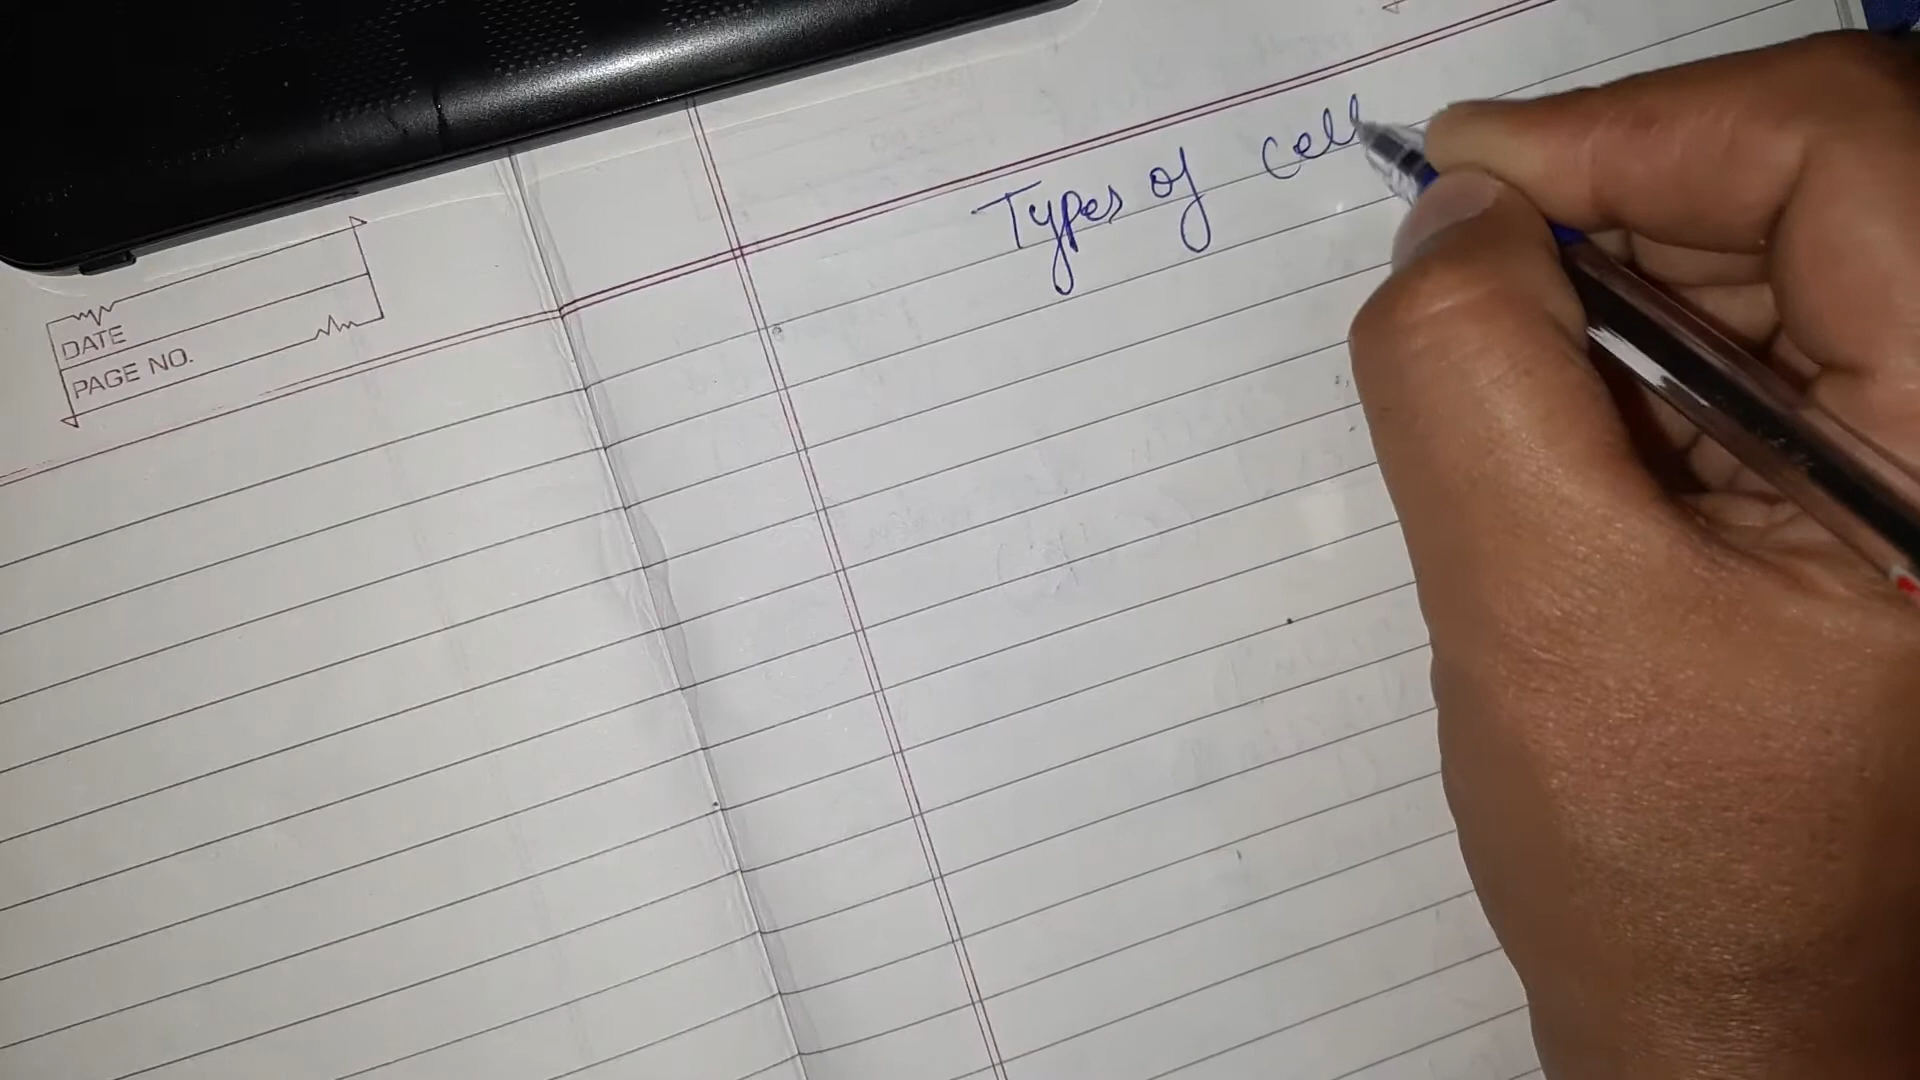 DATE
PAGE NO.
Types of cell